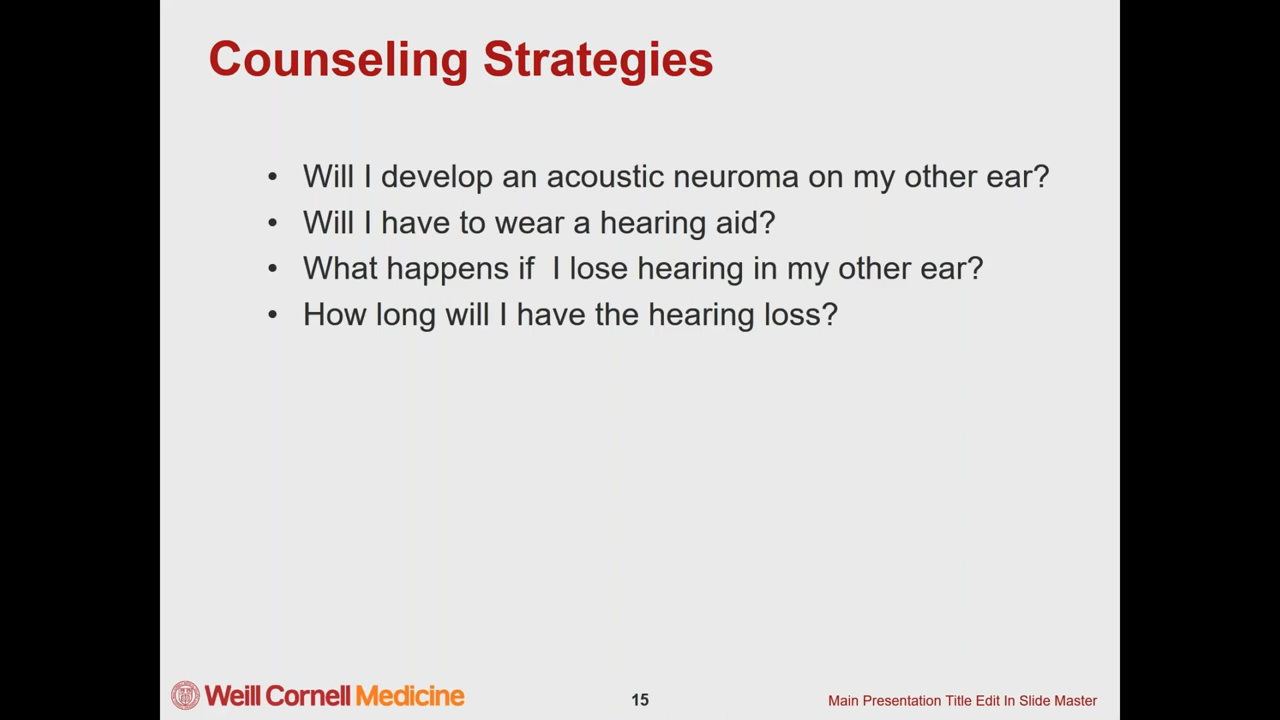 Counseling Strategies
• Will I develop an acoustic neuroma on my other ear?
• Will I have to wear a hearing aid?
• What happens if  I lose hearing in my other ear?
• How long will I have the hearing loss?
Weill Cornell Medicine
15
Main Presentation Title Edit In Slide Master